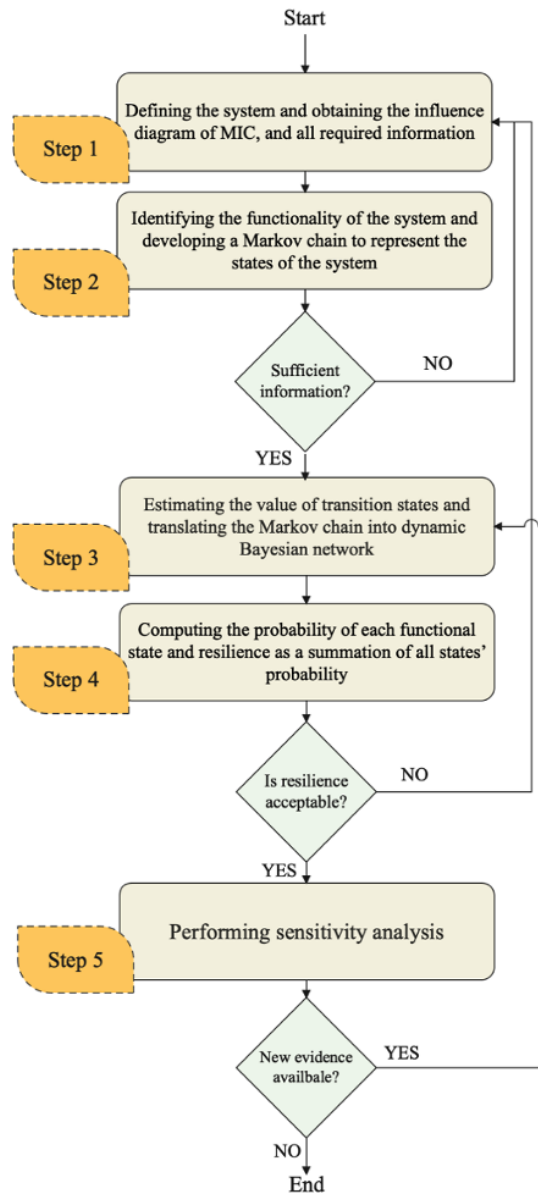 Start
Defining the system and obtaining the influence
diagram of MIC, and all required information
Step 1
Identifying the functionality of the system and
developing a Markov chain to represent the
states of the system
Step 2
Sufficient
information?
NO
YES
Estimating the value of transition states and
translating the Markov chain into dynamic
Bayesian network
Step 3
Computing the probability of each functional
state and resilience as a summation of all states’
probability
Step 4
Is resilience
acceptable?
NO
YES
Performing sensitivity analysis
Step 5
New evidence
availbale?
YES
NO
End